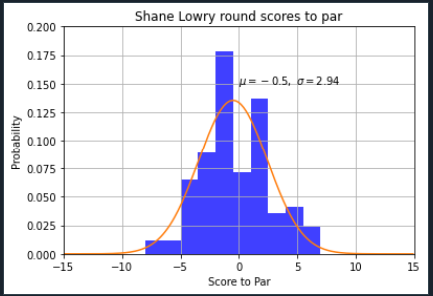 Shane Lowry round scores to par
0.200
0.175
0.150
0.125
0.100
0.075
0.050
0.025
0.000
Probability
μ = − 0.5, σ = 2.94
−15 −10 −5 0 5 10 15
Score to Par